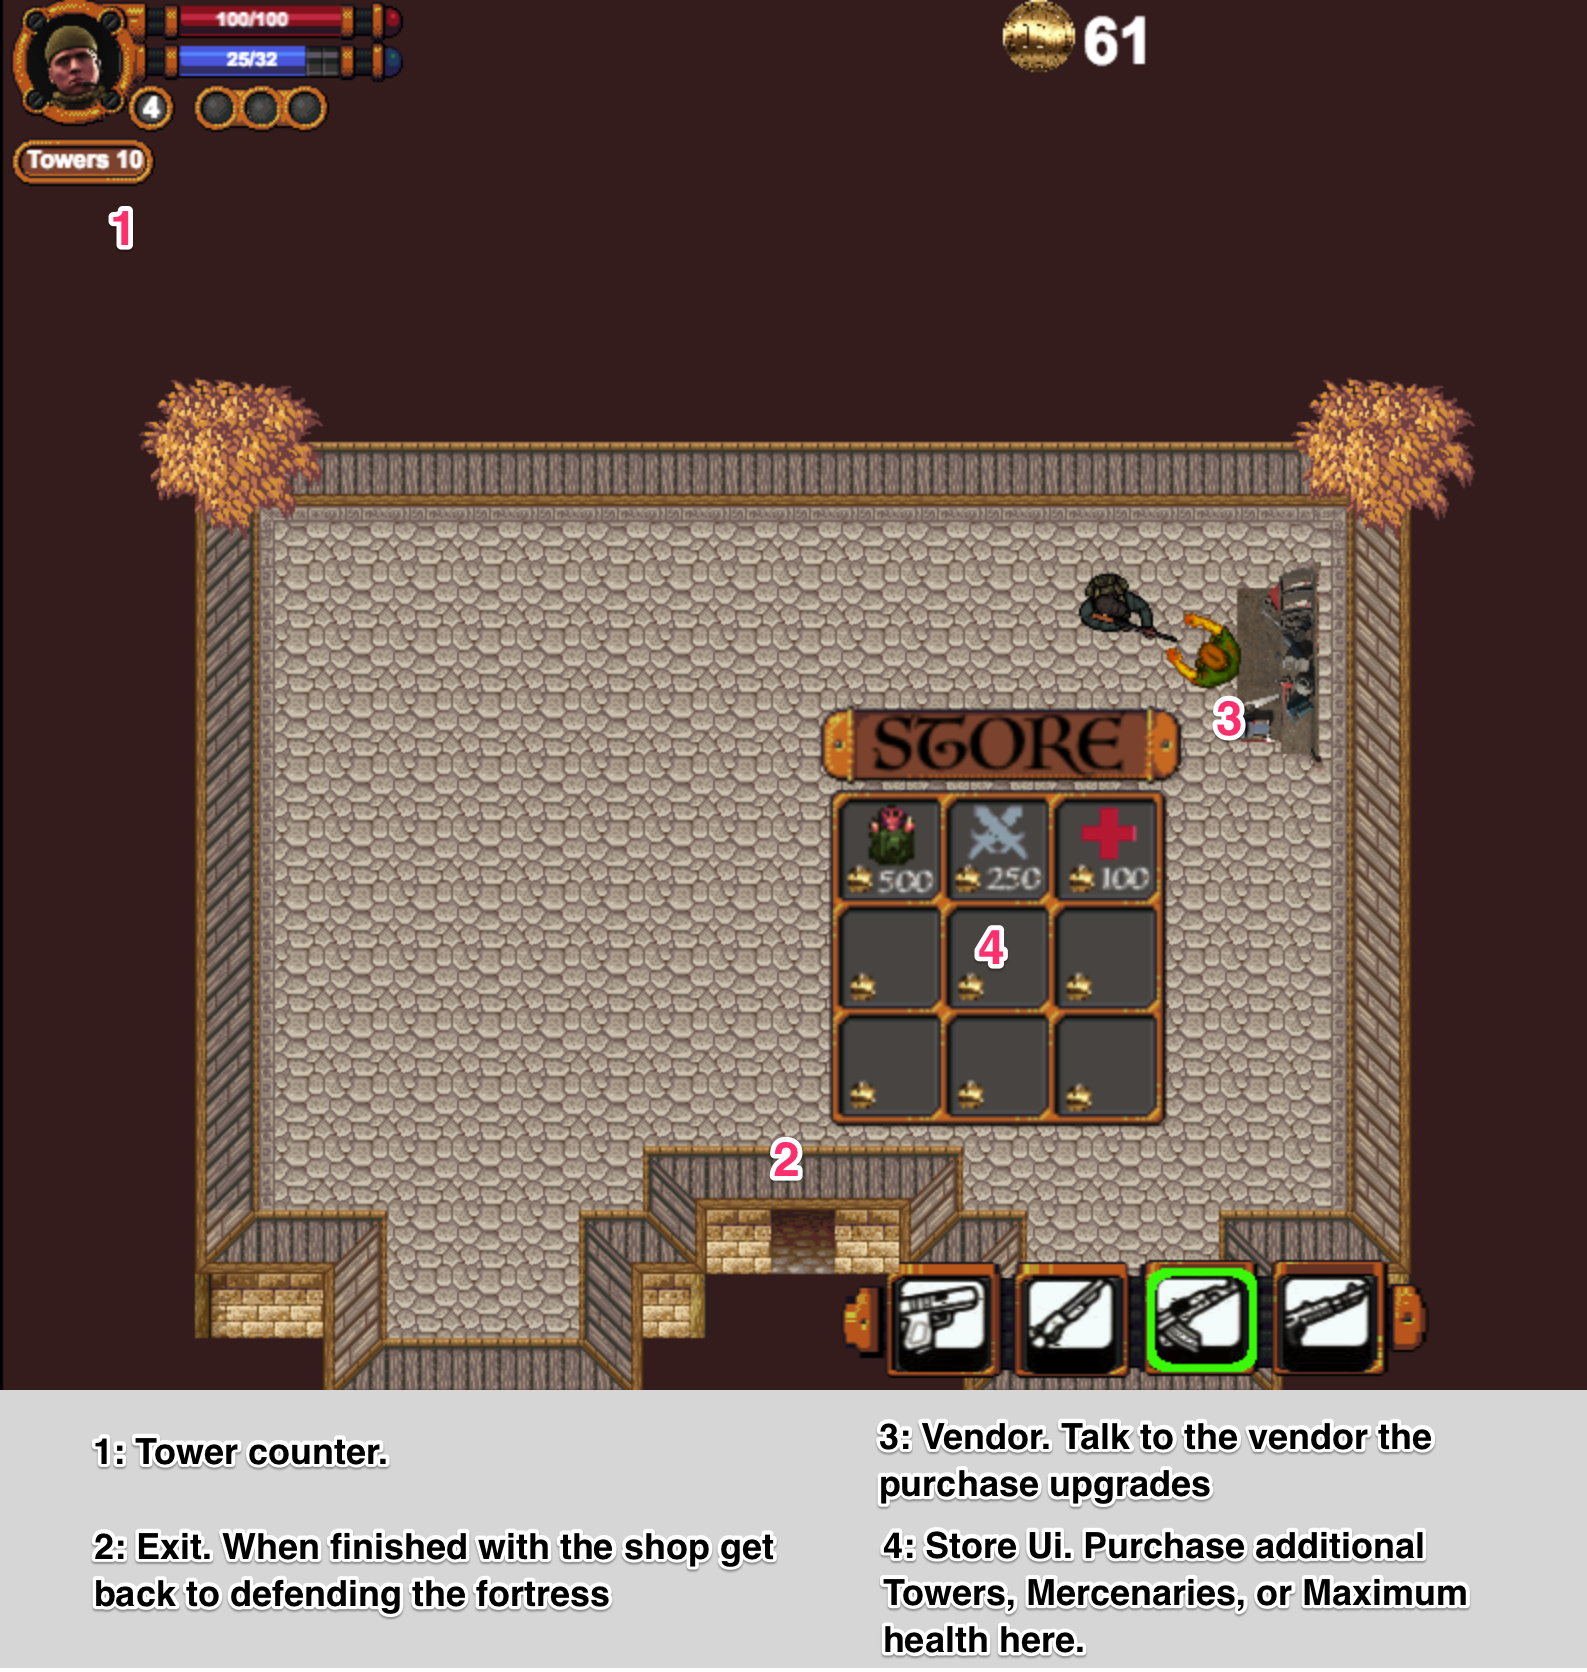 100/100
25/32
61
4
Towers 10
1
3
STORE
500 250 100
4
2
1: Tower counter.
2: Exit. When finished with the shop get
back to defending the fortress
3: Vendor. Talk to the vendor the
purchase upgrades
4: Store Ui. Purchase additional
Towers, Mercenaries, or Maximum
health here.